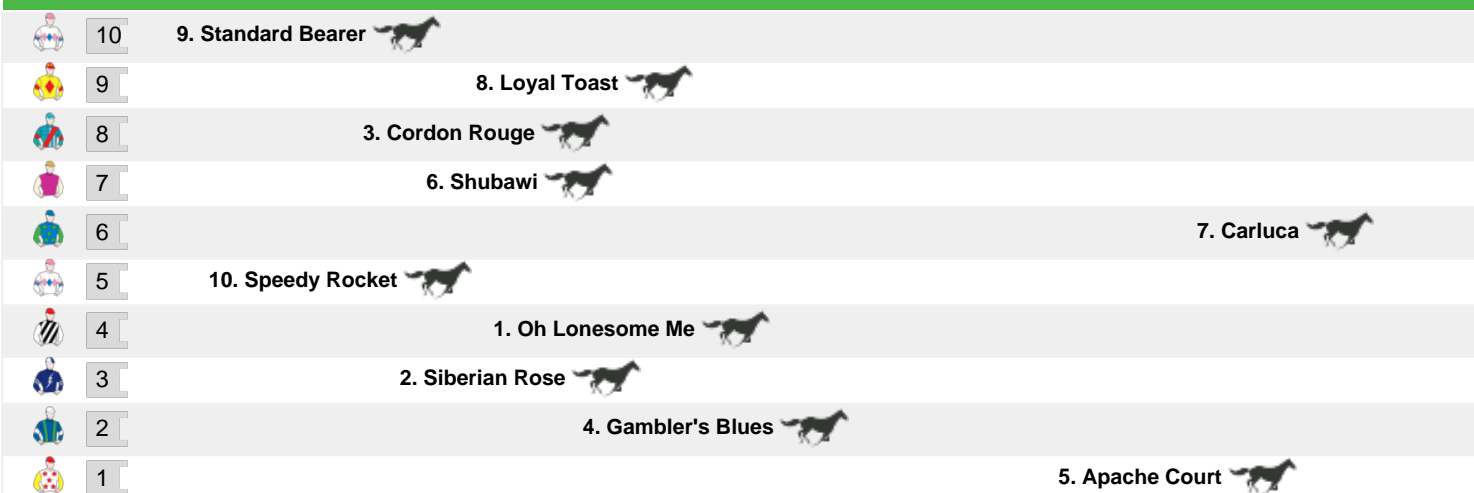 10 9. Standard Bearer
9 8. Loyal Toast
8 3. Cordon Rouge
7 6. Shubawi
6 7. Carluca
5 10. Speedy Rocket
4 1. Oh Lonesome Me
3 2. Siberian Rose
2 4. Gambler's Blues
1 5. Apache Court